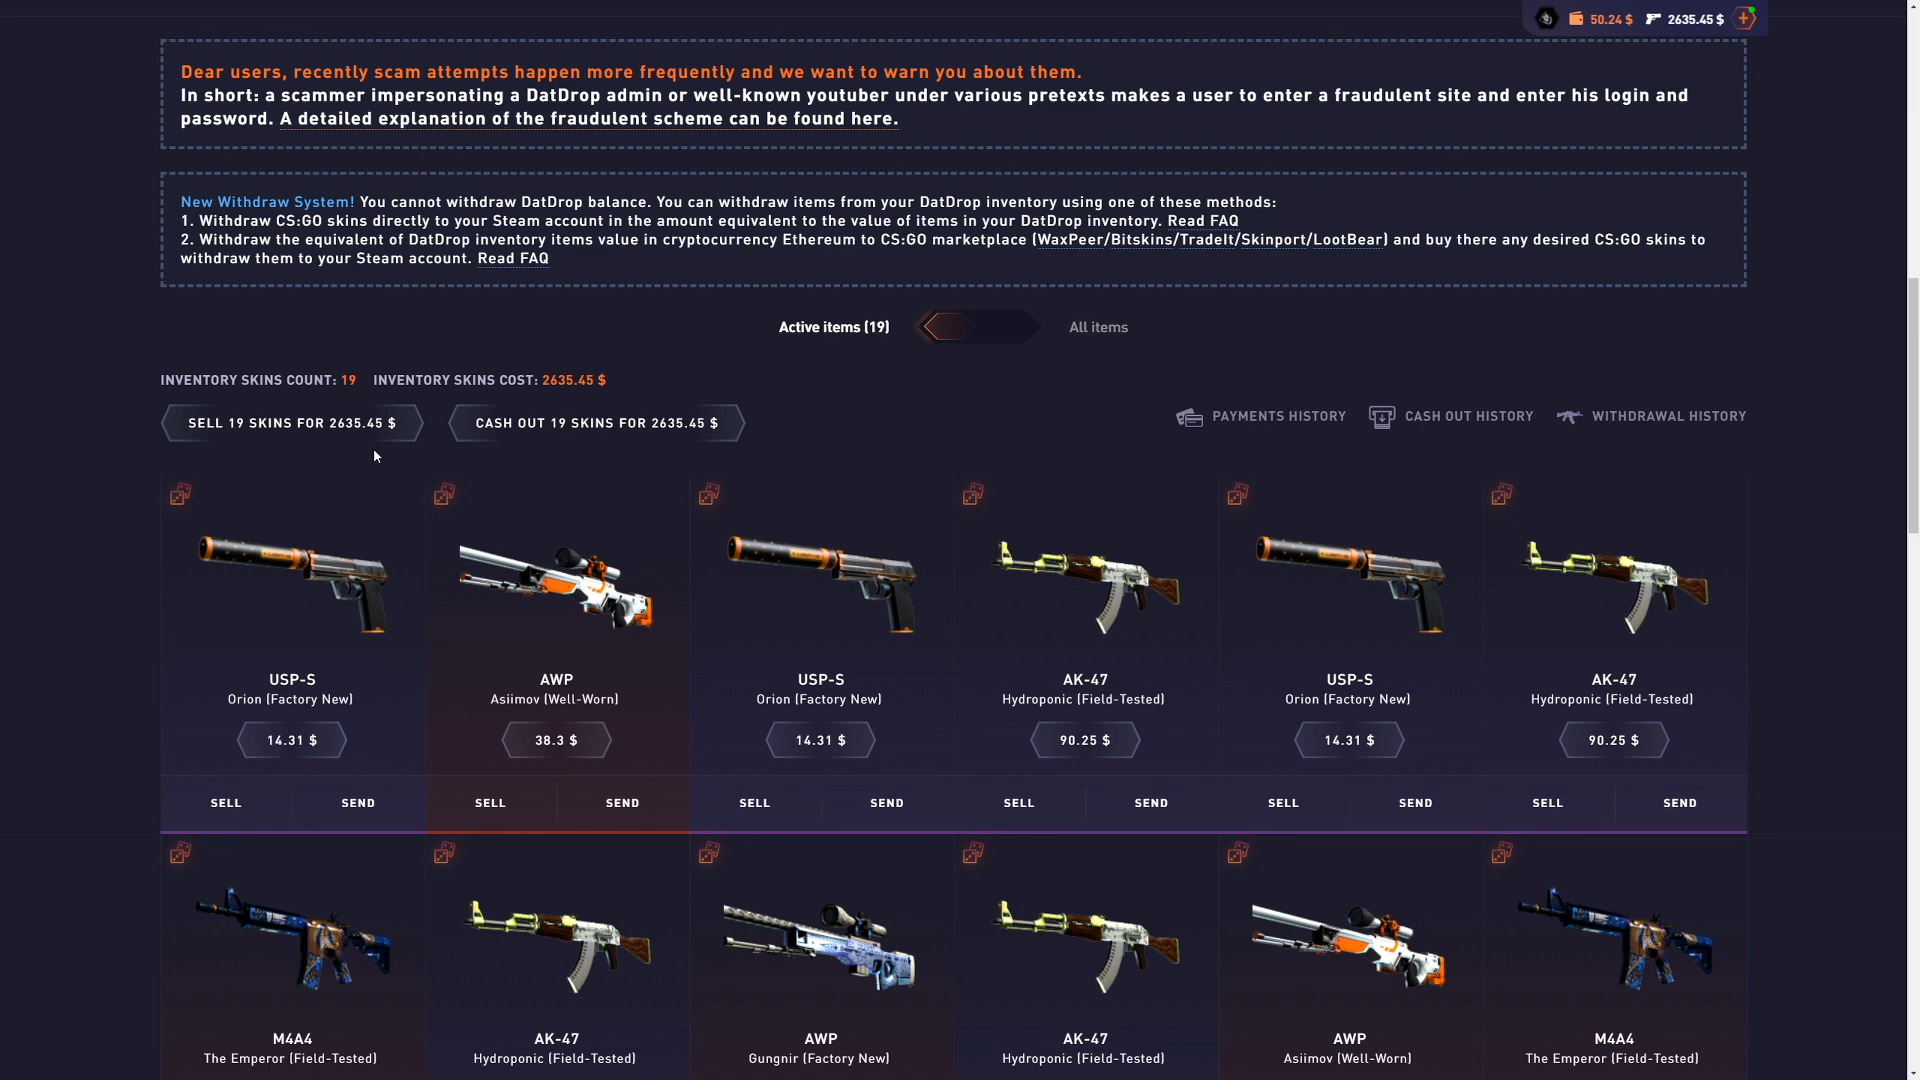 50.24 $ 2635.45 $
Dear users, recently scam attempts happen more frequently and we want to warn you about them.
In short: a scammer impersonating a DatDrop admin or well-known youtuber under various pretexts makes a user to enter a fraudulent site and enter his login and
password. A detailed explanation of the fraudulent scheme can be found here.
New Withdraw System! You cannot withdraw DatDrop balance. You can withdraw items from your DatDrop inventory using one of these methods:
1. Withdraw CS:GO skins directly to your Steam account in the amount equivalent to the value of items in your DatDrop inventory. Read FAQ
2. Withdraw the equivalent of DatDrop inventory items value in cryptocurrency Ethereum to CS:GO marketplace (WaxPeer/Bitskins/TradeIt/Skinport/LootBear) and buy there any desired CS:GO skins to
withdraw them to your Steam account. Read FAQ
Active items (19) All items
INVENTORY SKINS COUNT: 19 INVENTORY SKINS COST: 2635.45 $
SELL 19 SKINS FOR 2635.45 $ CASH OUT 19 SKINS FOR 2635.45 $ PAYMENTS HISTORY CASH OUT HISTORY WITHDRAWAL HISTORY
USP-S AWP USP-S AK-47 USP-S AK-47
Orion (Factory New) Asiimov (Well-Worn) Orion (Factory New) Hydroponic (Field-Tested) Orion (Factory New) Hydroponic (Field-Tested)
14.31 $ 38.3 $ 14.31 $ 90.25 $ 14.31 $ 90.25 $
SELL SEND SELL SEND SELL SEND SELL SEND SELL SEND SELL SEND
M4A4 AK-47 AWP AK-47 AWP M4A4
The Emperor (Field-Tested) Hydroponic (Field-Tested) Gungnir (Factory New) Hydroponic (Field-Tested) Asiimov (Well-Worn) The Emperor (Field-Tested)